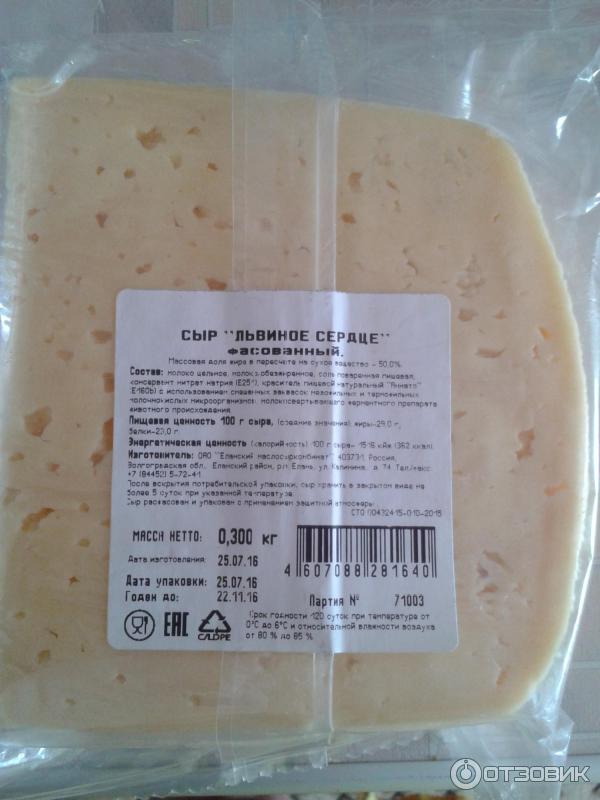 СЫР "ЛЬВИНОЕ СЕРДЦЕ"
фасованный.
Массовая доля жира в пересчете на сухое вещество - 50,0%.
Состав: молоко цельное, молоко обезжиренное, соль поваренная пищевая,
консервант нитрат натрия краситель пищевой натуральный "Аннато"
(Е160b) с использованием смешанных заквасок мезофильных и термофильных
молочнокислых микроорганизмов, молокосвертывающего ферментного препарата
животного происхождения.
Пищевая ценность 100 г сыра, (средние значения): жиры-29,0 г,
белки-23,0 г.
Энергетическая ценность (калорийность) 100 г сыра- 1516 кДж (362 ккал).
Изготовитель: ОАО "Еланский маслосыркомбинат" 403731, Россия,
Волгоградская обл., Еланский район, р.п. Елань, ул. Калинина, д. 74 Тел/факс:
+7 (84452) 5-72-41
После вскрытия потребительской упаковки, сыр хранить в закрытом виде не
более 5 суток при указанной температуре.
Сыр расфасован и упакован с применением защитной атмосферы.
СТО 00432415-010-2015
МАССА НЕТТО: 0,300 кг
Дата изготовления: 25.07.16
Дата упаковки: 25.07.16
Годен до: 22.11.16
4 607088 281640
Партия № 71003
EAC
C/LDPE
Срок годности 120 суток при температуре от
0°С до 6°С и относительной влажности воздуха
от 80 % до 85 %
ОТЗОВИК